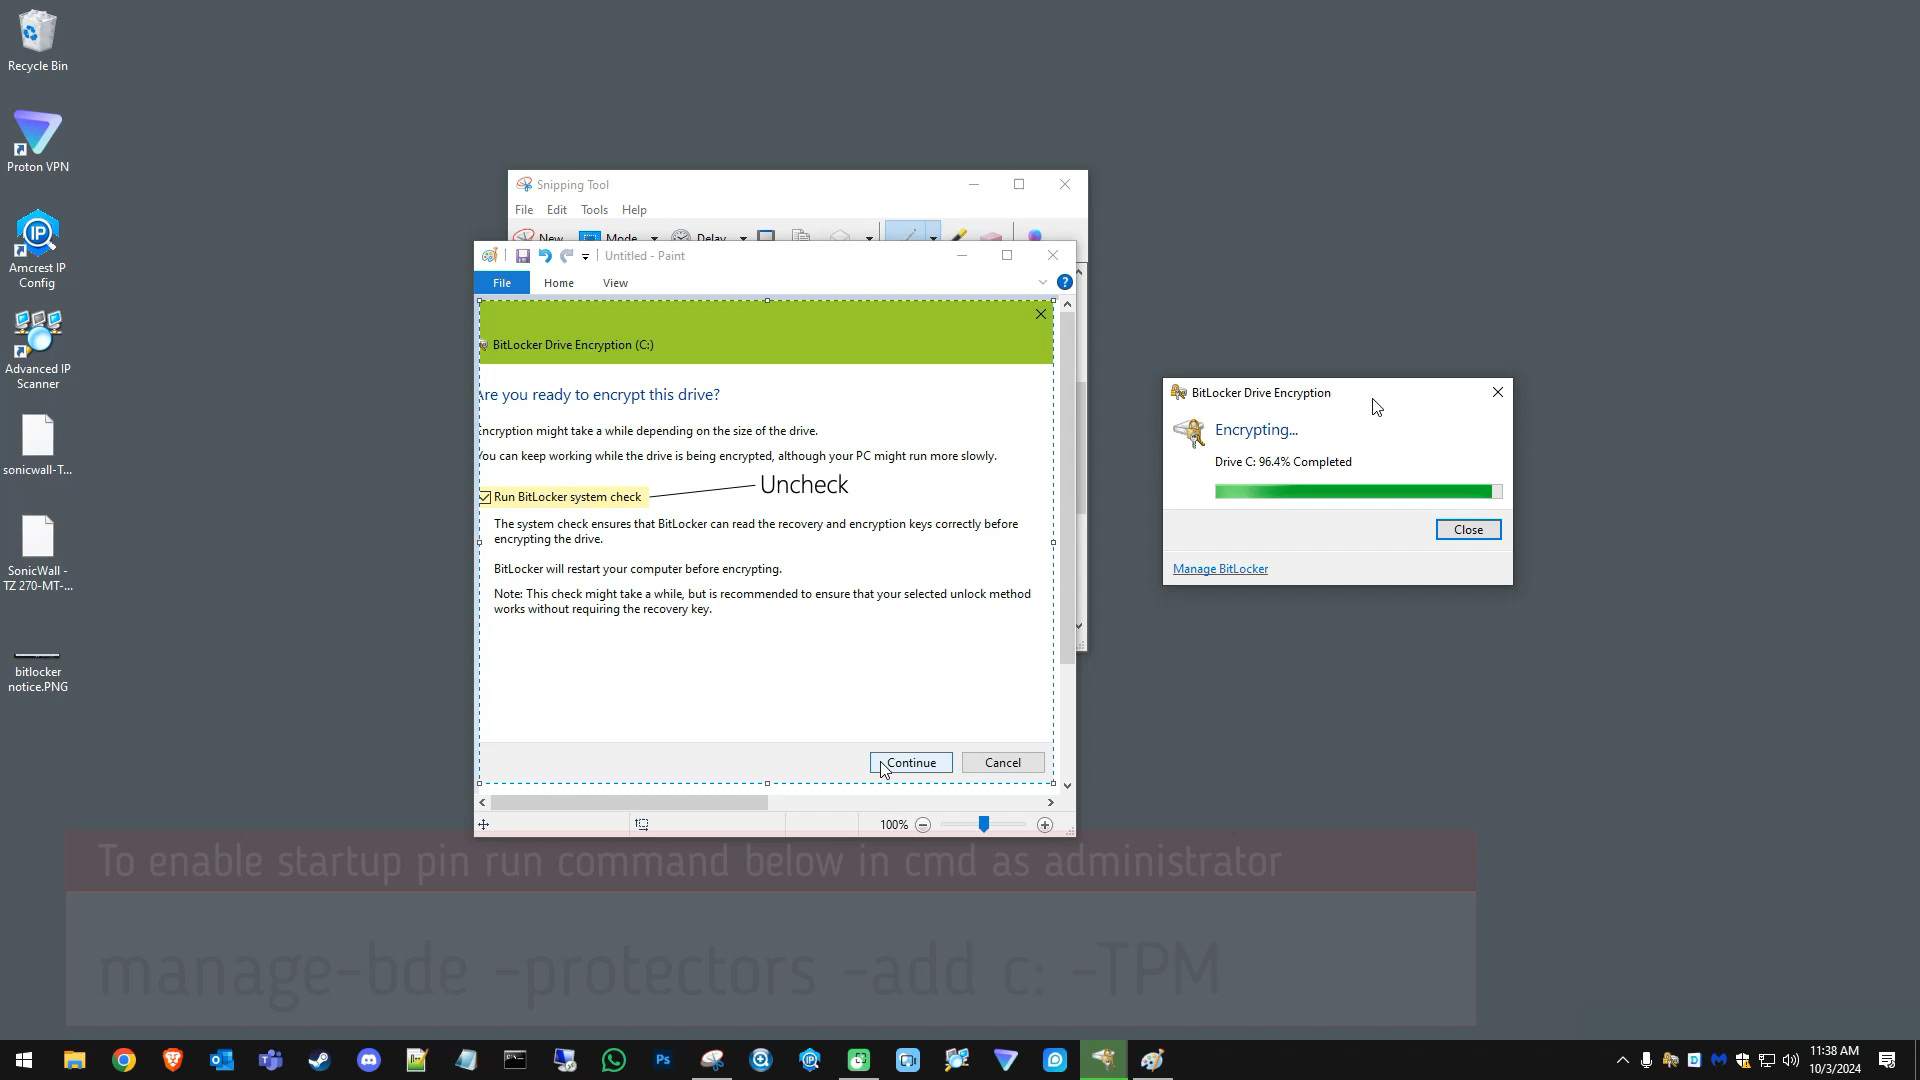 Recycle Bin
Proton VPN
Amcrest IP
Config
Advanced IP
Scanner
sonicwall-T...
SonicWall -
TZ 270-MT-...
bitlocker
notice.PNG
Snipping Tool
File Edit Tools Help
New Mode Delay
Untitled - Paint
File Home View
BitLocker Drive Encryption (C:)
Are you ready to encrypt this drive?
Encryption might take a while depending on the size of the drive.
You can keep working while the drive is being encrypted, although your PC might run more slowly.
Uncheck
Run BitLocker system check
The system check ensures that BitLocker can read the recovery and encryption keys correctly before
encrypting the drive.
BitLocker will restart your computer before encrypting.
Note: This check might take a while, but is recommended to ensure that your selected unlock method
works without requiring the recovery key.
Continue Cancel
100%
BitLocker Drive Encryption
Encrypting...
Drive C: 96.4% Completed
Close
Manage BitLocker
To enable startup pin run command below in cmd as administrator
manage-bde -protectors -add c: -TPM
11:38 AM
10/3/2024